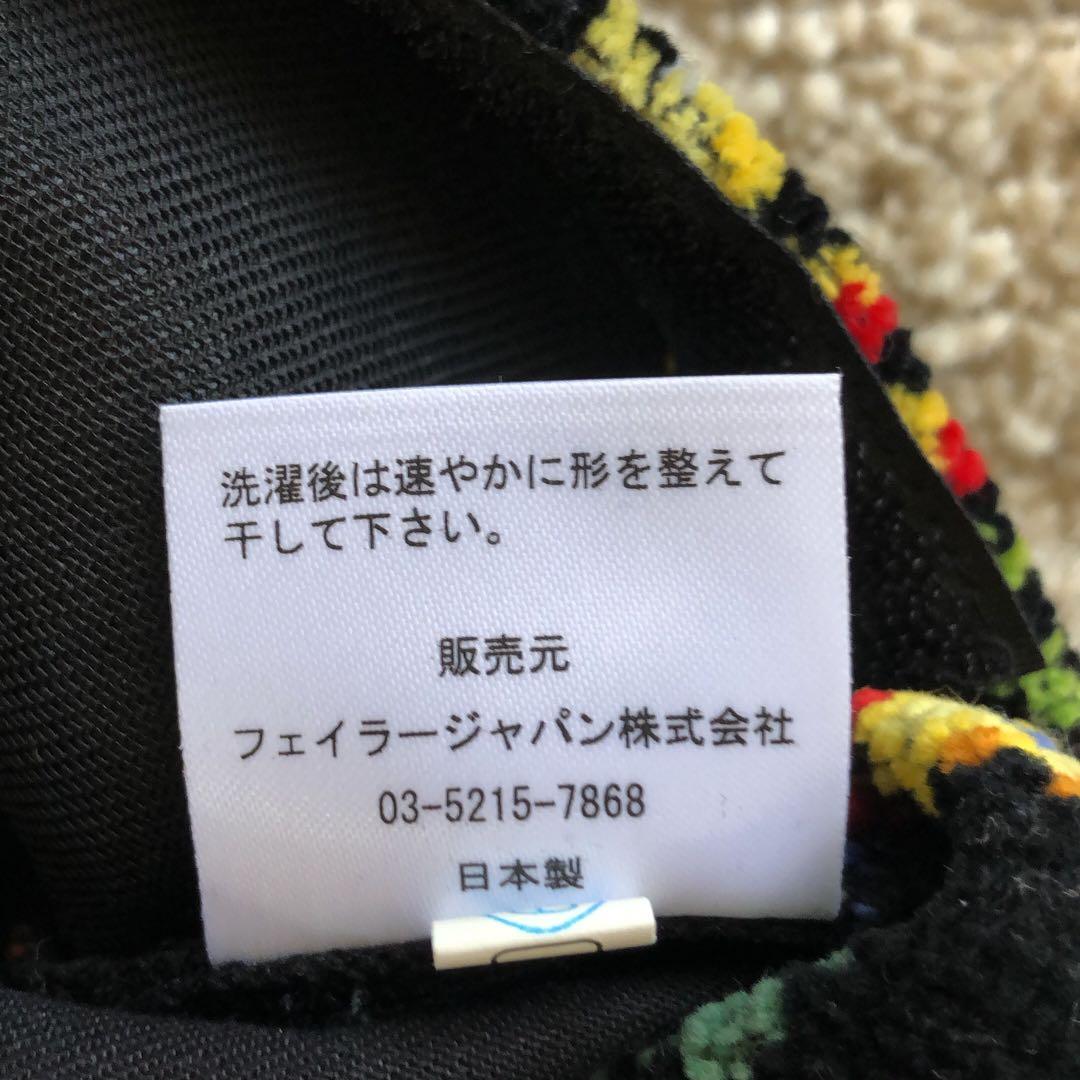 洗濯後は速やかに形を整えて
干して下さい。
販売元
フェイラージャパン株式会社
03-5215-7868
日本製